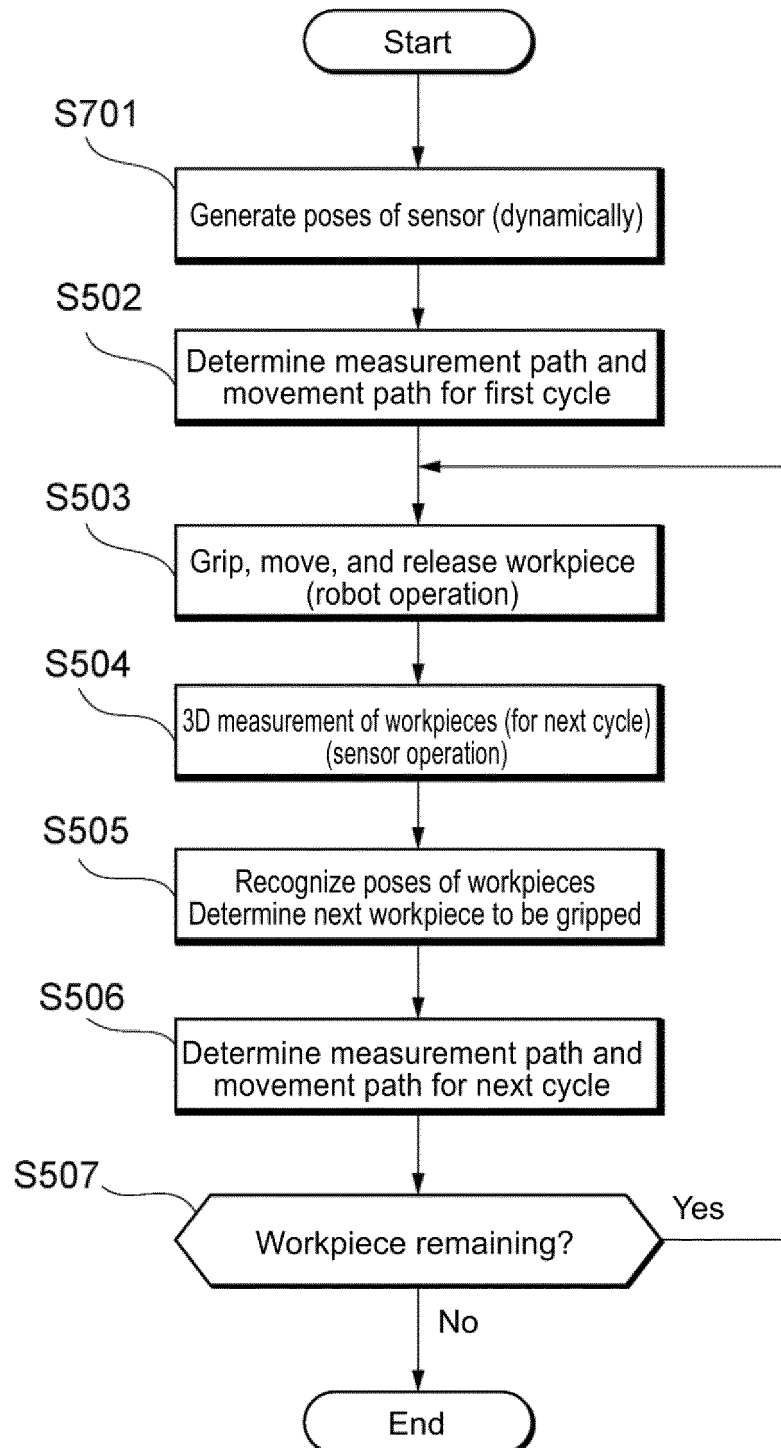 Start
S701
Generate poses of sensor (dynamically)
S502
Determine measurement path and
movement path for first cycle
S503
Grip, move, and release workpiece
(robot operation)
S504
3D measurement of workpieces (for next cycle)
(sensor operation)
S505
Recognize poses of workpieces
Determine next workpiece to be gripped
S506
Determine measurement path and
movement path for next cycle
S507
Workpiece remaining?
Yes
No
End